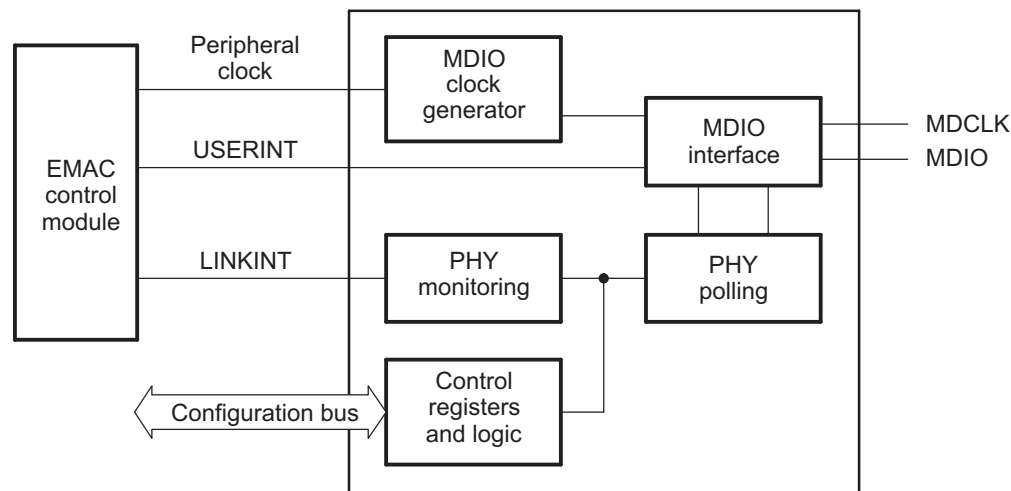 Peripheral
clock
MDIO
clock
generator
MDIO
interface
MDCLK
MDIO
USERINT
EMAC
control
module
LINKINT
PHY
monitoring
PHY
polling
Control
registers
and logic
Configuration bus